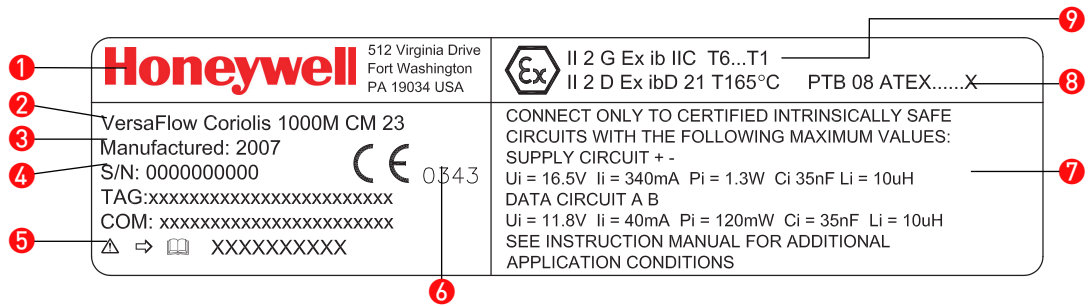 Honeywell
512 Virginia Drive
Fort Washington
PA 19034 USA
VersaFlow Coriolis 1000M CM 23
Manufactured: 2007
S/N: 0000000000
CE 0343
TAG:xxxxxxxxxxxxxxxxxxxxxxxx
COM: xxxxxxxxxxxxxxxxxxxxxxx
XXXXXXXXXX
Ex
II 2 G Ex ib IIC T6...T1
II 2 D Ex ibD 21 T165°C PTB 08 ATEX......X
CONNECT ONLY TO CERTIFIED INTRINSICALLY SAFE
CIRCUITS WITH THE FOLLOWING MAXIMUM VALUES:
SUPPLY CIRCUIT + -
Ui = 16.5V Ii = 340mA Pi = 1.3W Ci 35nF Li = 10uH
DATA CIRCUIT A B
Ui = 11.8V Ii = 40mA Pi = 120mW Ci = 35nF Li = 10uH
SEE INSTRUCTION MANUAL FOR ADDITIONAL
APPLICATION CONDITIONS
1
2
3
4
5
6
7
8
9